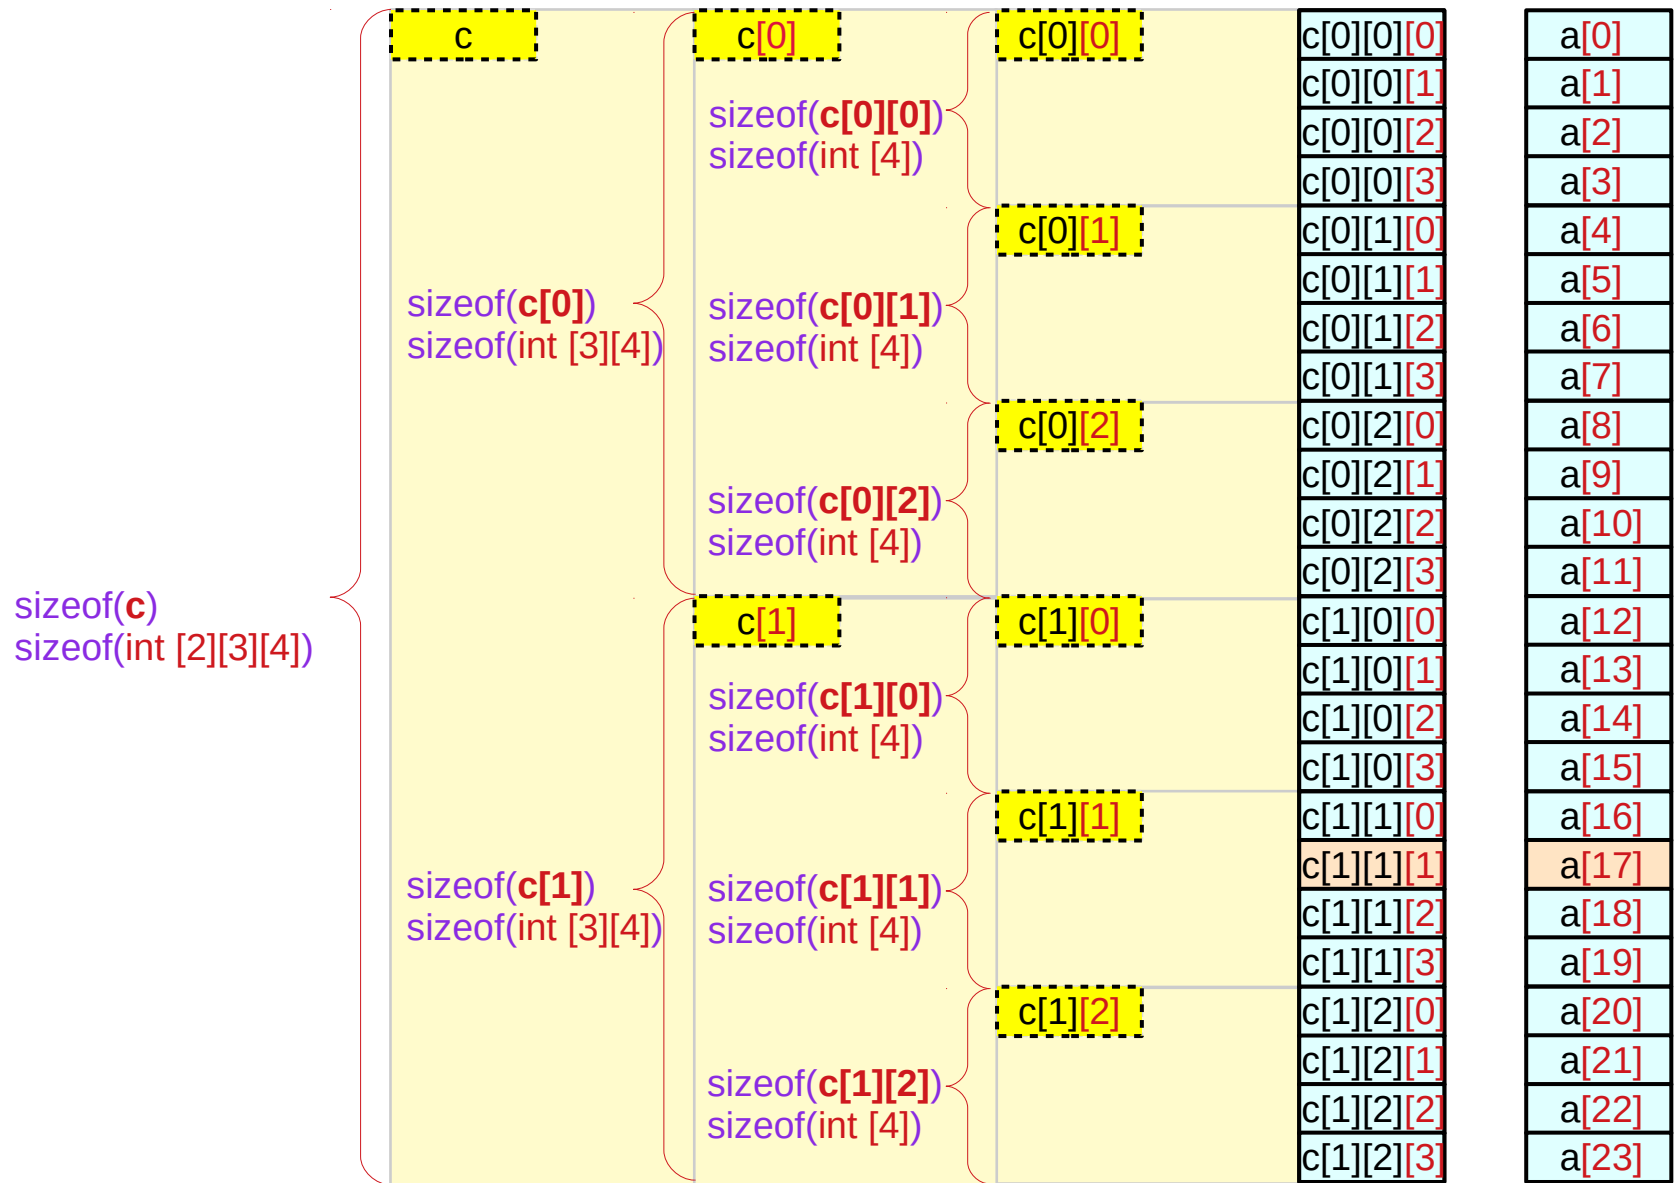 c c[0] c[0][0] c[0][0][0] a[0]
c[0][0][1] a[1]
sizeof(c[0][0])
c[0][0][2] a[2]
sizeof(int [4])
c[0][0][3] a[3]
c[0][1] c[0][1][0] a[4]
c[0][1][1] a[5]
sizeof(c[0]) sizeof(c[0][1])
c[0][1][2] a[6]
sizeof(int [3][4]) sizeof(int [4])
c[0][1][3] a[7]
c[0][2] c[0][2][0] a[8]
c[0][2][1] a[9]
sizeof(c[0][2])
c[0][2][2] a[10]
sizeof(int [4])
c[0][2][3] a[11]
sizeof(c)
c[1] c[1][0] c[1][0][0] a[12]
sizeof(int [2][3][4])
c[1][0][1] a[13]
sizeof(c[1][0])
c[1][0][2] a[14]
sizeof(int [4])
c[1][0][3] a[15]
c[1][1] c[1][1][0] a[16]
c[1][1][1] a[17]
sizeof(c[1]) sizeof(c[1][1])
c[1][1][2] a[18]
sizeof(int [3][4]) sizeof(int [4])
c[1][1][3] a[19]
c[1][2] c[1][2][0] a[20]
c[1][2][1] a[21]
sizeof(c[1][2])
c[1][2][2] a[22]
sizeof(int [4])
c[1][2][3] a[23]